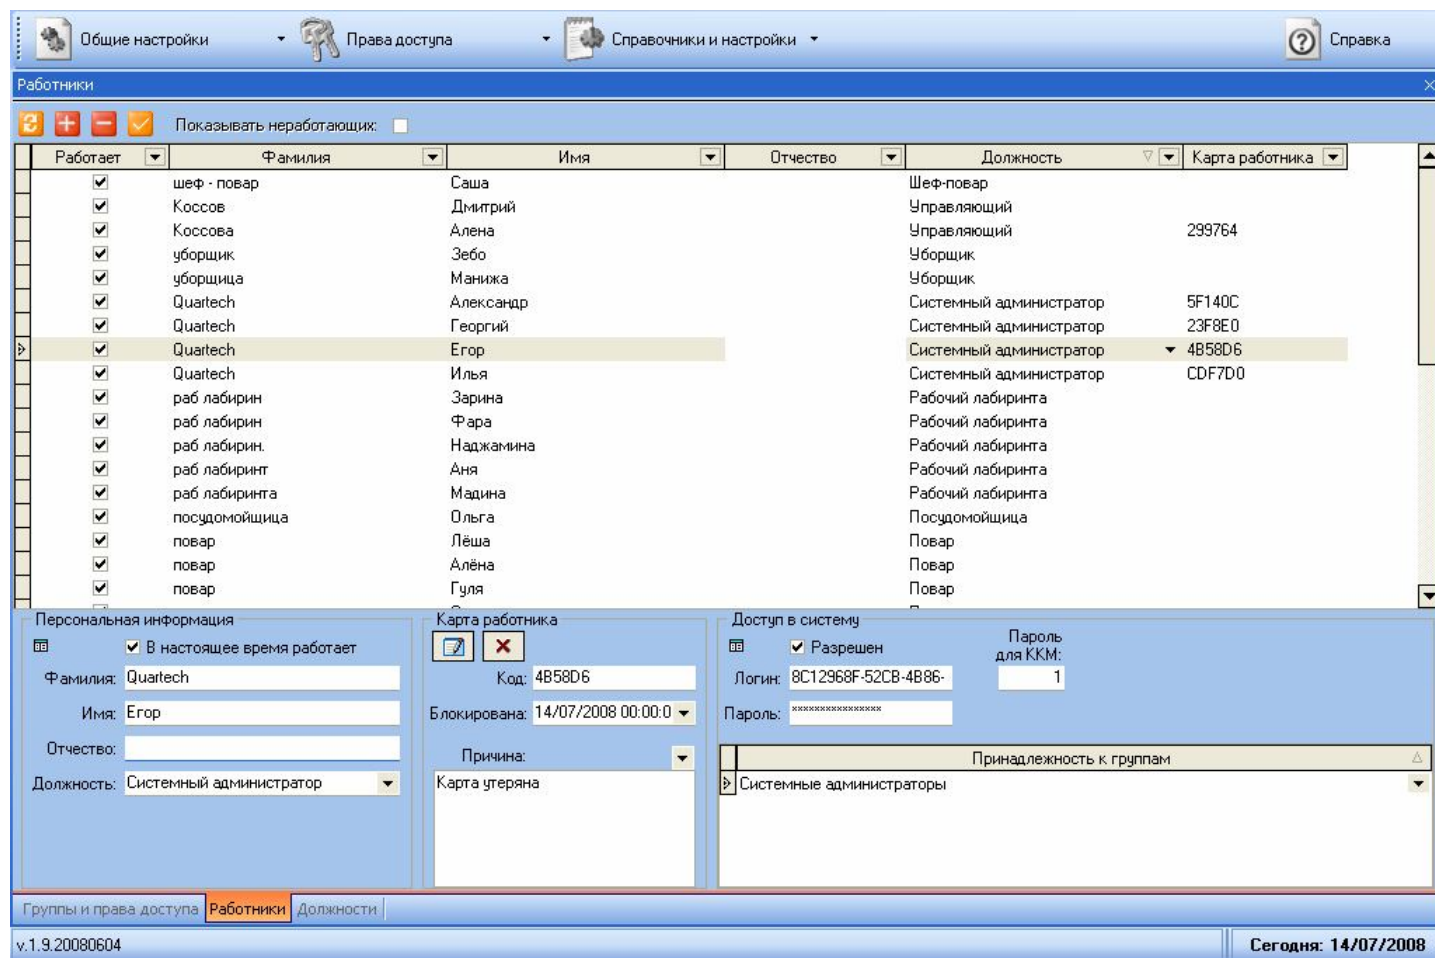 Общие настройки Права доступа Справочники и настройки Справка
Работники
Показывать неработающих:
Работает Фамилия Имя Отчество Должность Карта работника
шеф - повар Саша Шеф-повар
Коссов Дмитрий Управляющий
Коссова Алена Управляющий 299764
уборщик Зебо Уборщик
уборщица Манижа Уборщик
Quartech Александр Системный администратор 5F140C
Quartech Георгий Системный администратор 23F8E0
Quartech Егор Системный администратор 4B58D6
Quartech Илья Системный администратор CDF7D0
раб лабирин Зарина Рабочий лабиринта
раб лабирин Фара Рабочий лабиринта
раб лабирин. Наджамина Рабочий лабиринта
раб лабиринт Аня Рабочий лабиринта
раб лабиринта Мадина Рабочий лабиринта
посудомойщица Ольга Посудомойщица
повар Лёша Повар
повар Алёна Повар
повар Гуля Повар
Персональная информация Карта работника Доступ в систему
В настоящее время работает Разрешен Пароль
для ККМ:
Фамилия: Quartech Код: 4B58D6 Логин: 8C12968F-52CB-4B86- 1
Имя: Егор Блокирована: 14/07/2008 00:00:0 Пароль: ****************
Отчество: Причина: Принадлежность к группам
Должность: Системный администратор Карта утеряна Системные администраторы
Группы и права доступа Работники Должности
v.1.9.20080604 Сегодня: 14/07/2008